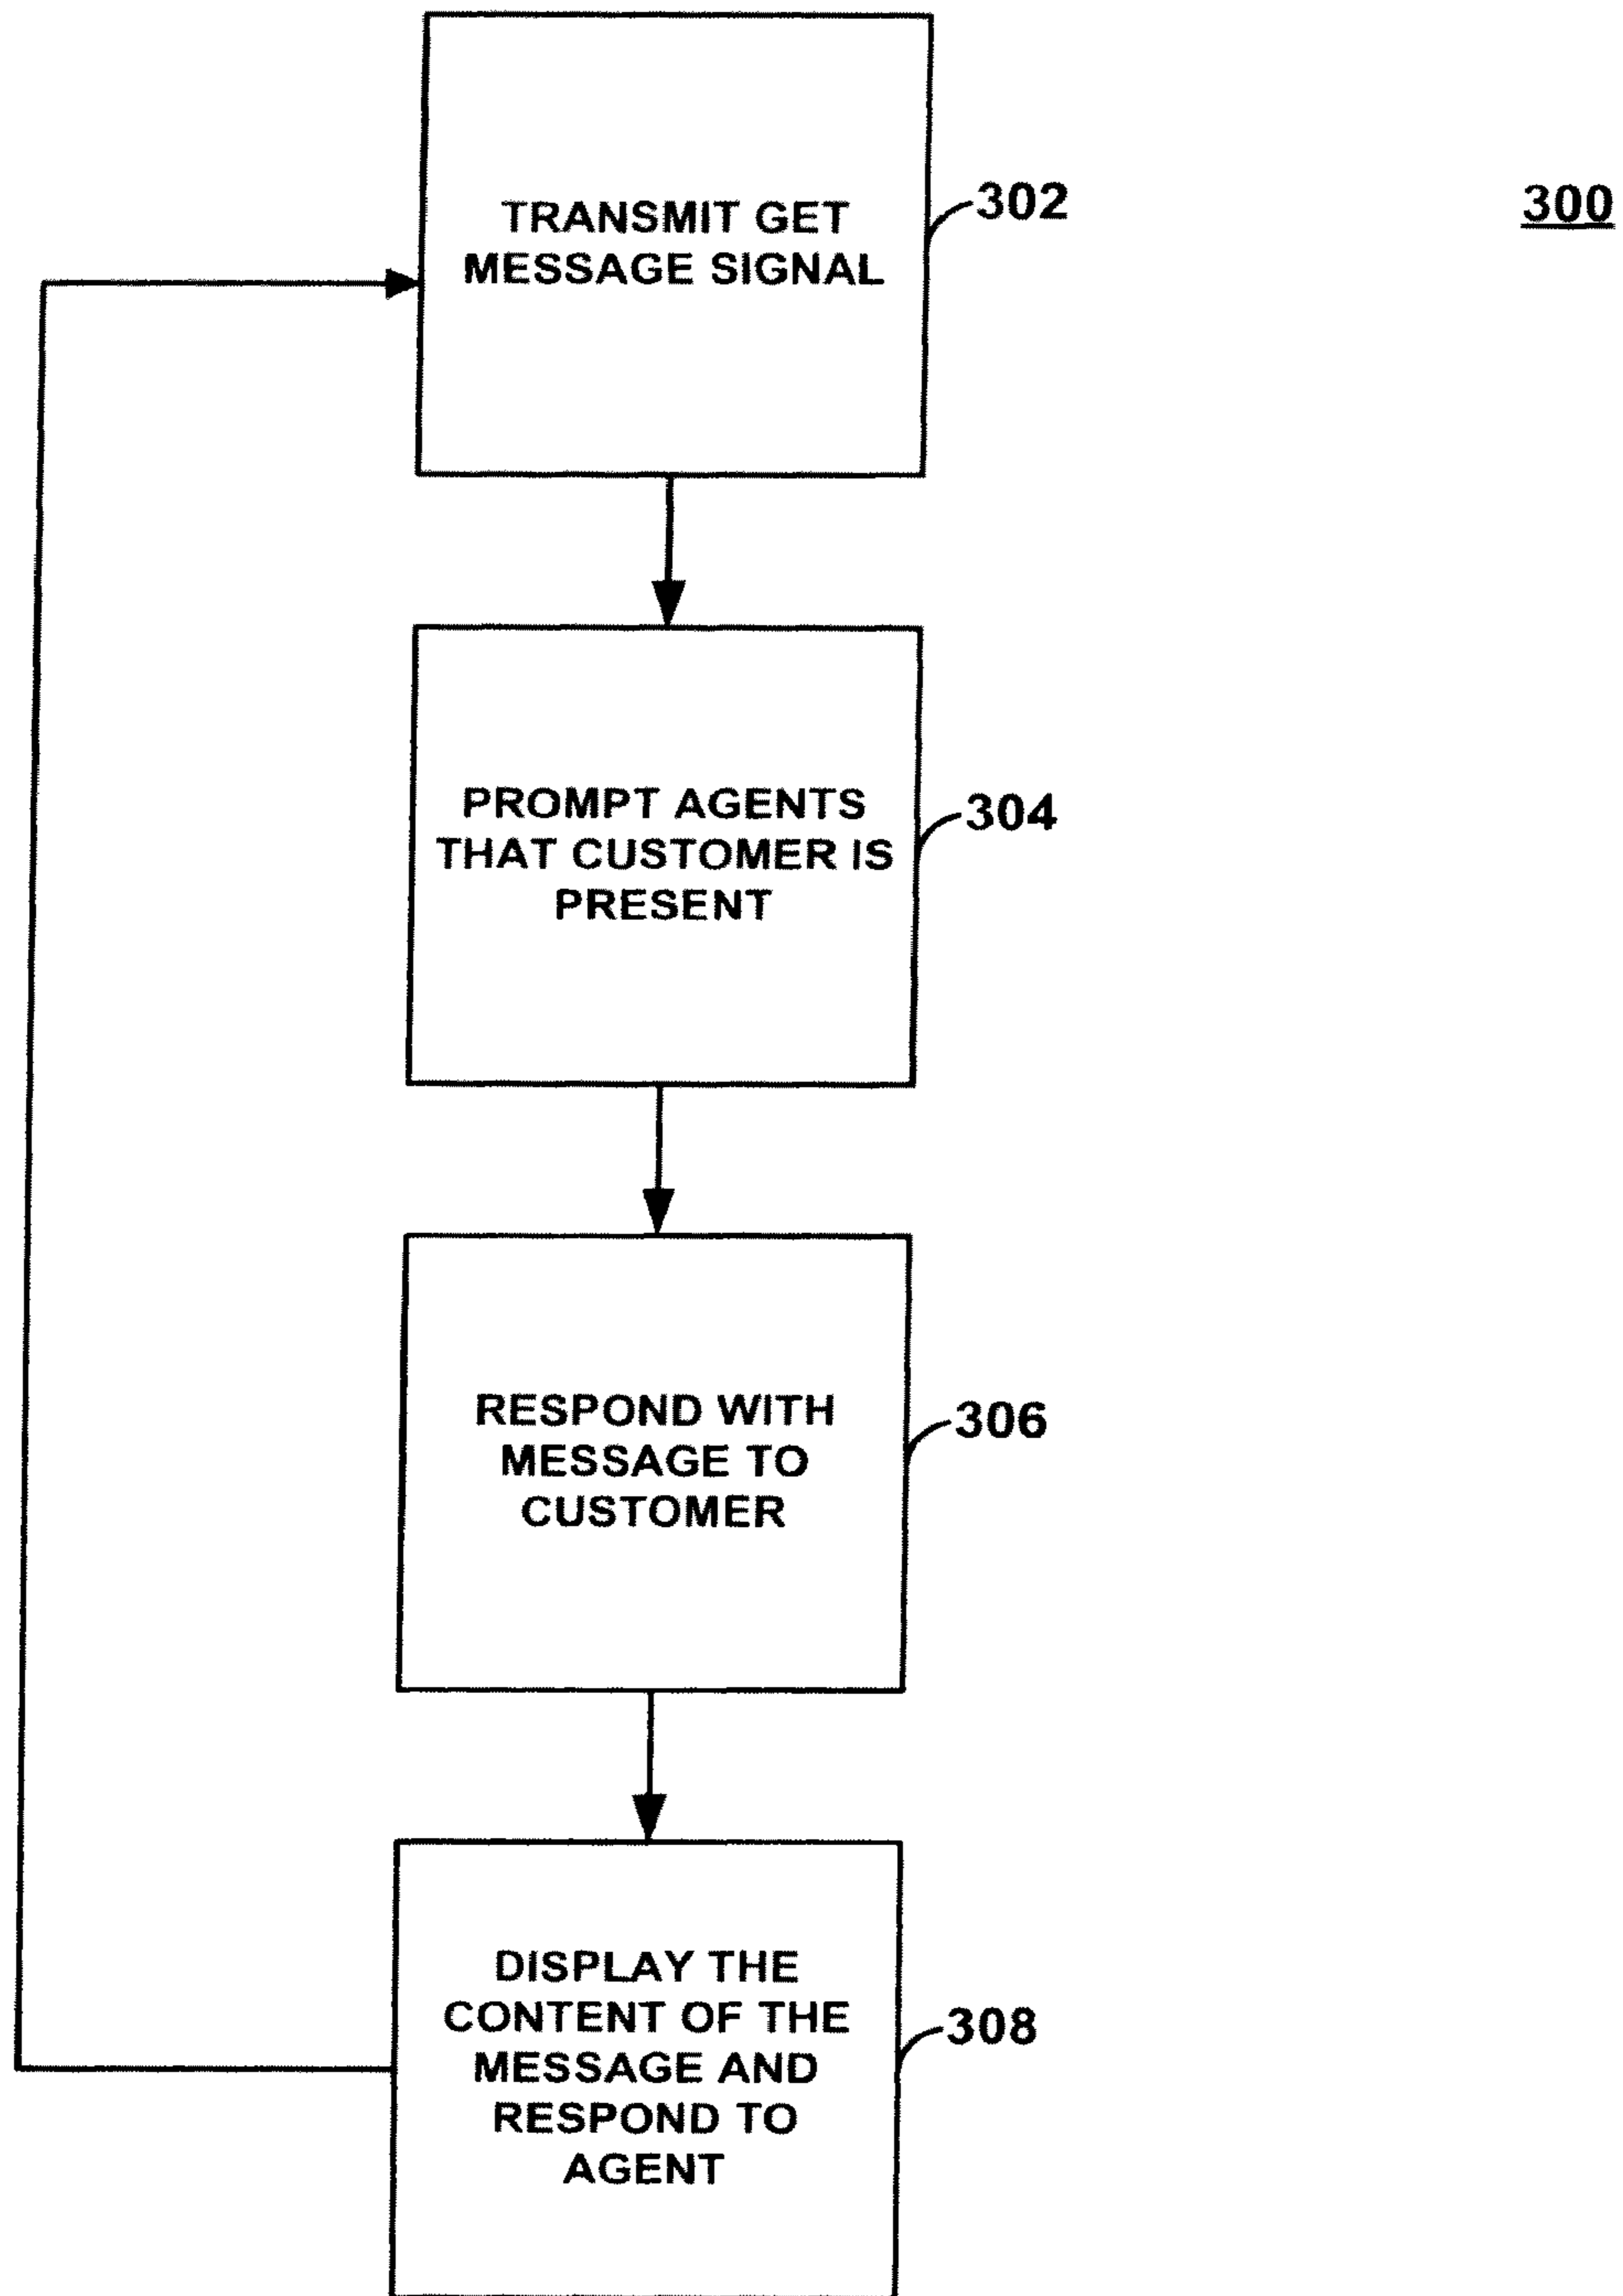 TRANSMIT GET
MESSAGE SIGNAL
302
300
PROMPT AGENTS
THAT CUSTOMER IS
PRESENT
304
RESPOND WITH
MESSAGE TO
CUSTOMER
306
DISPLAY THE
CONTENT OF THE
MESSAGE AND
RESPOND TO
AGENT
308